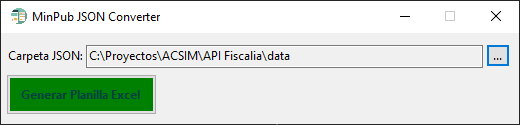 MinPub JSON Converter
Carpeta JSON: C:\Proyectos\ACSIM\API Fiscalia\data ...
Generar Planilla Excel